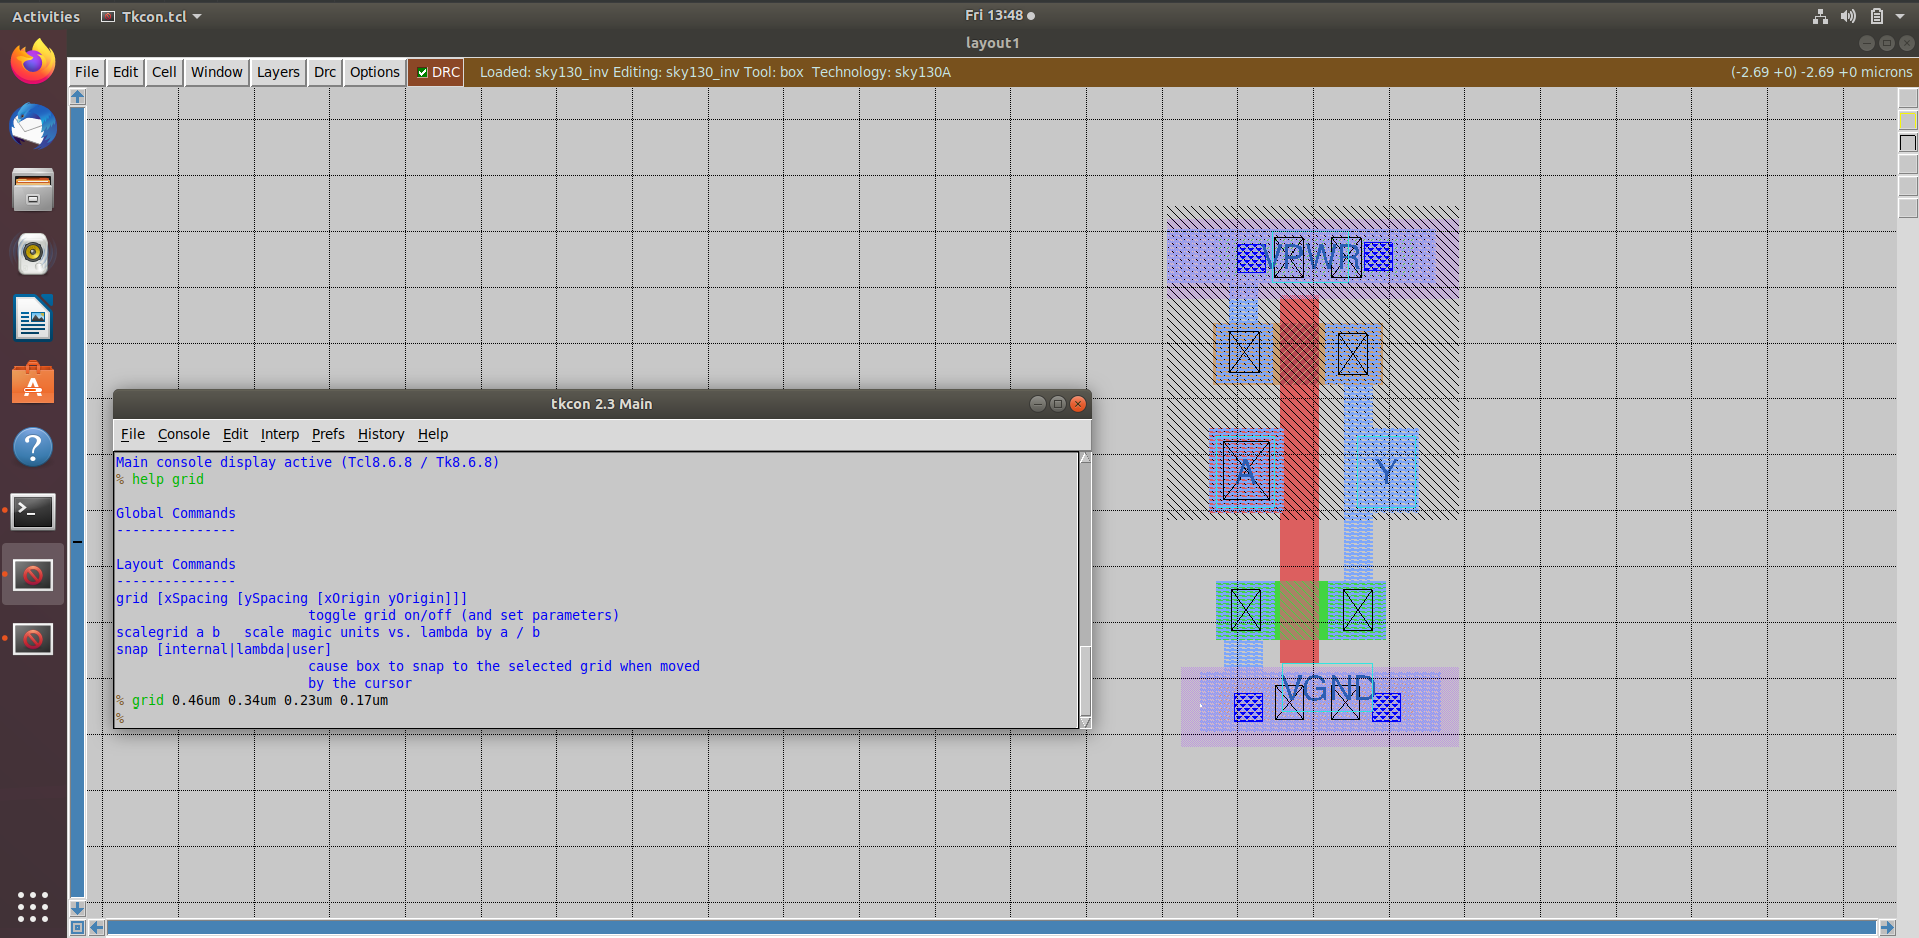 Activities Tkcon.tcl Fri 13:48
layout1
File Edit Cell Window Layers Drc Options DRC Loaded: sky130_inv Editing: sky130_inv Tool: box Technology: sky130A (-2.69 +0) -2.69 +0 microns
VPWR
tkcon 2.3 Main
File Console Edit Interp Prefs History Help
Main console display active (Tcl8.6.8 / Tk8.6.8)
% help grid
Global Commands
---------------
Layout Commands
---------------
grid [xSpacing [ySpacing [xOrigin yOrigin]]]
toggle grid on/off (and set parameters)
scalegrid a b   scale magic units vs. lambda by a / b
snap [internal|lambda|user]
cause box to snap to the selected grid when moved
by the cursor
% grid 0.46um 0.34um 0.23um 0.17um
%
A Y
VGND